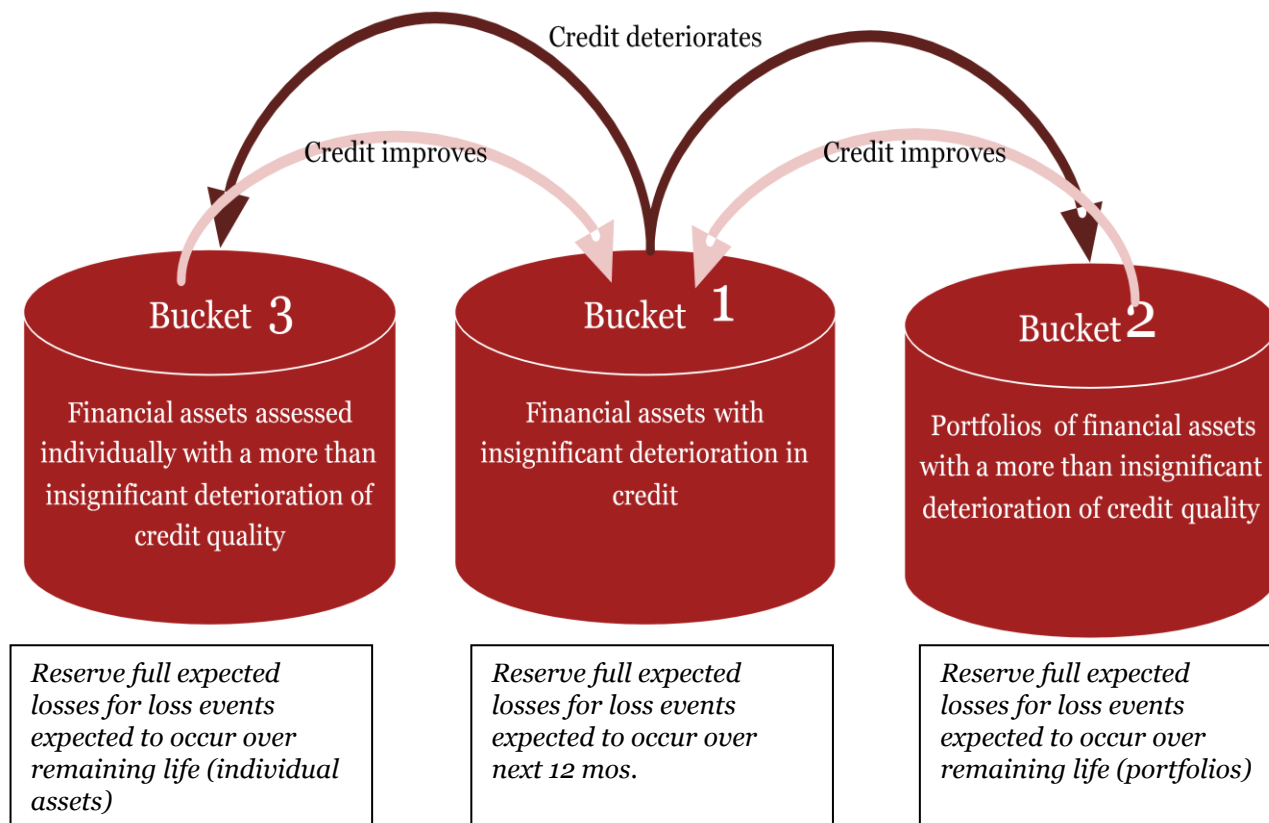 Credit deteriorates
Credit improves
Credit improves
Bucket 3
Financial assets assessed
individually with a more than
insignificant deterioration of
credit quality
Bucket 1
Financial assets with
insignificant deterioration in
credit
Bucket 2
Portfolios of financial assets
with a more than insignificant
deterioration of credit quality
Reserve full expected
losses for loss events
expected to occur over
remaining life (individual
assets)
Reserve full expected
losses for loss events
expected to occur over
next 12 mos.
Reserve full expected
losses for loss events
expected to occur over
remaining life (portfolios)